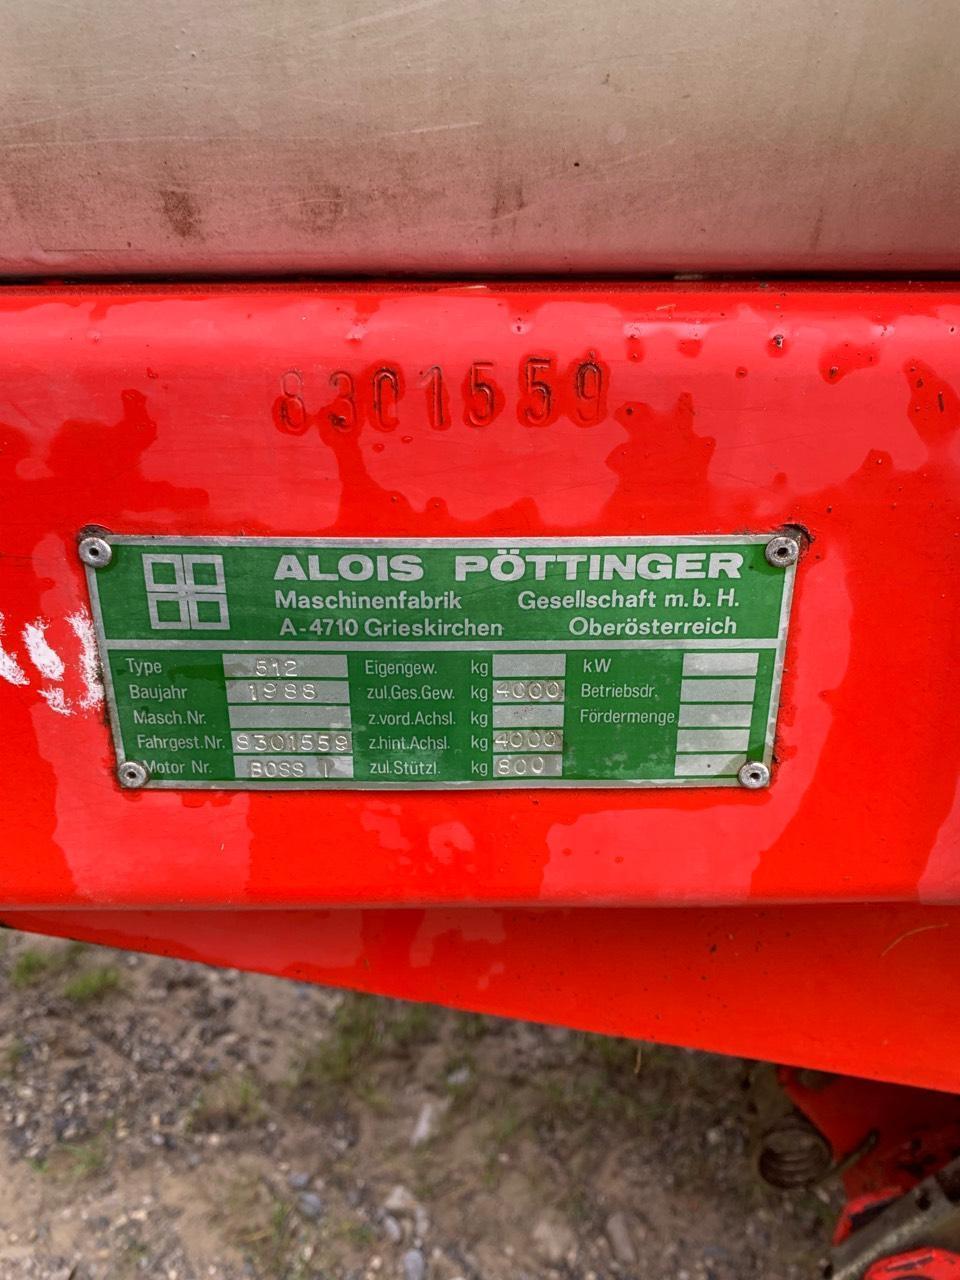 8301559
ALOIS PÖTTINGER
Maschinenfabrik Gesellschaft m.b.H.
A-4710 Grieskirchen Oberösterreich
Type 512 Eigengew. kg kW
Baujahr 1988 zul.Ges.Gew. kg 4000 Betriebsdr.
Masch.Nr. z.vord.Achsl. kg Fördermenge
Fahrgest.Nr. 8301559 z.hint.Achsl. kg 4000
Motor Nr. BOSS I zul.Stützl. kg 800